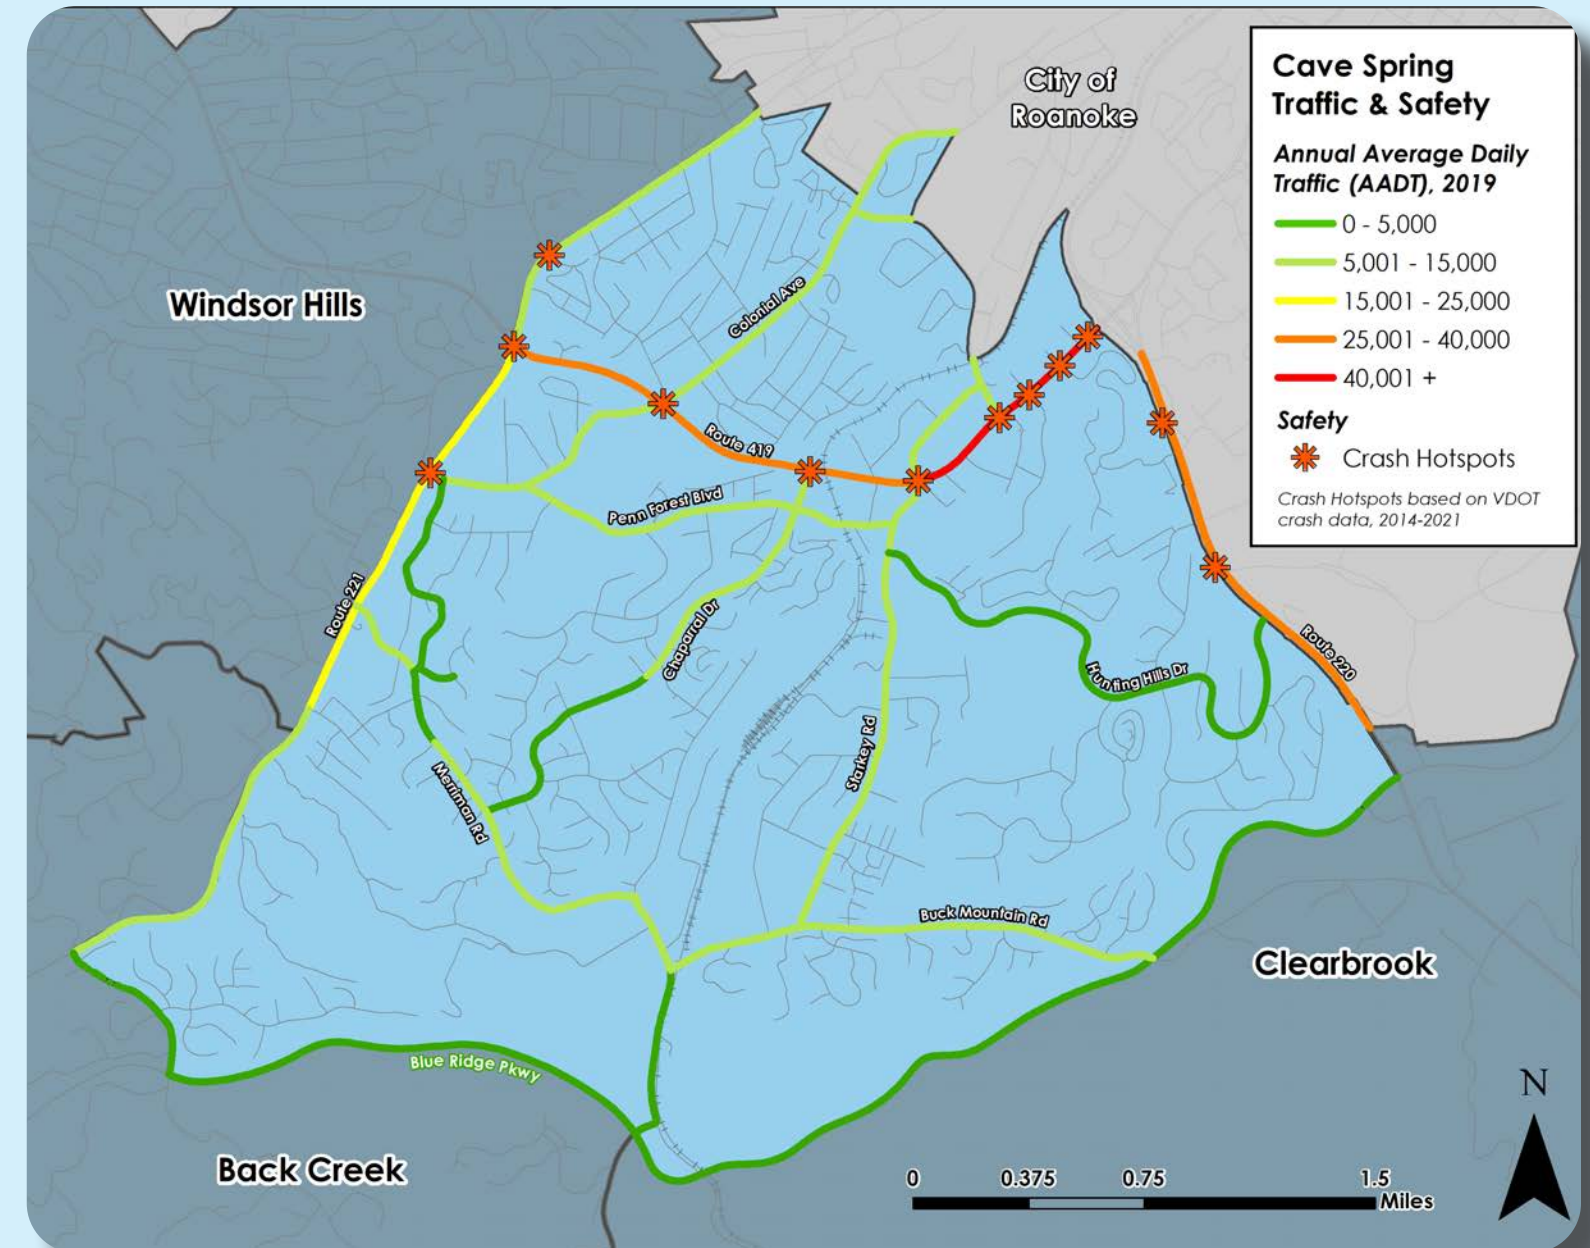 City of
Roanoke
Cave Spring
Traffic & Safety
Annual Average Daily
Traffic (AADT), 2019
0 - 5,000
5,001 - 15,000
15,001 - 25,000
25,001 - 40,000
40,001 +
Safety
Crash Hotspots
Crash Hotspots based on VDOT
crash data, 2014-2021
Windsor Hills
Colonial Ave
Route 419
Penn Forest Blvd
Route 221
Chaparral Dr
Hunting Hills Dr
Route 220
Starkey Rd
Merriman Rd
Buck Mountain Rd
Clearbrook
Blue Ridge Pkwy
Back Creek
N
0 0.375 0.75 1.5
Miles